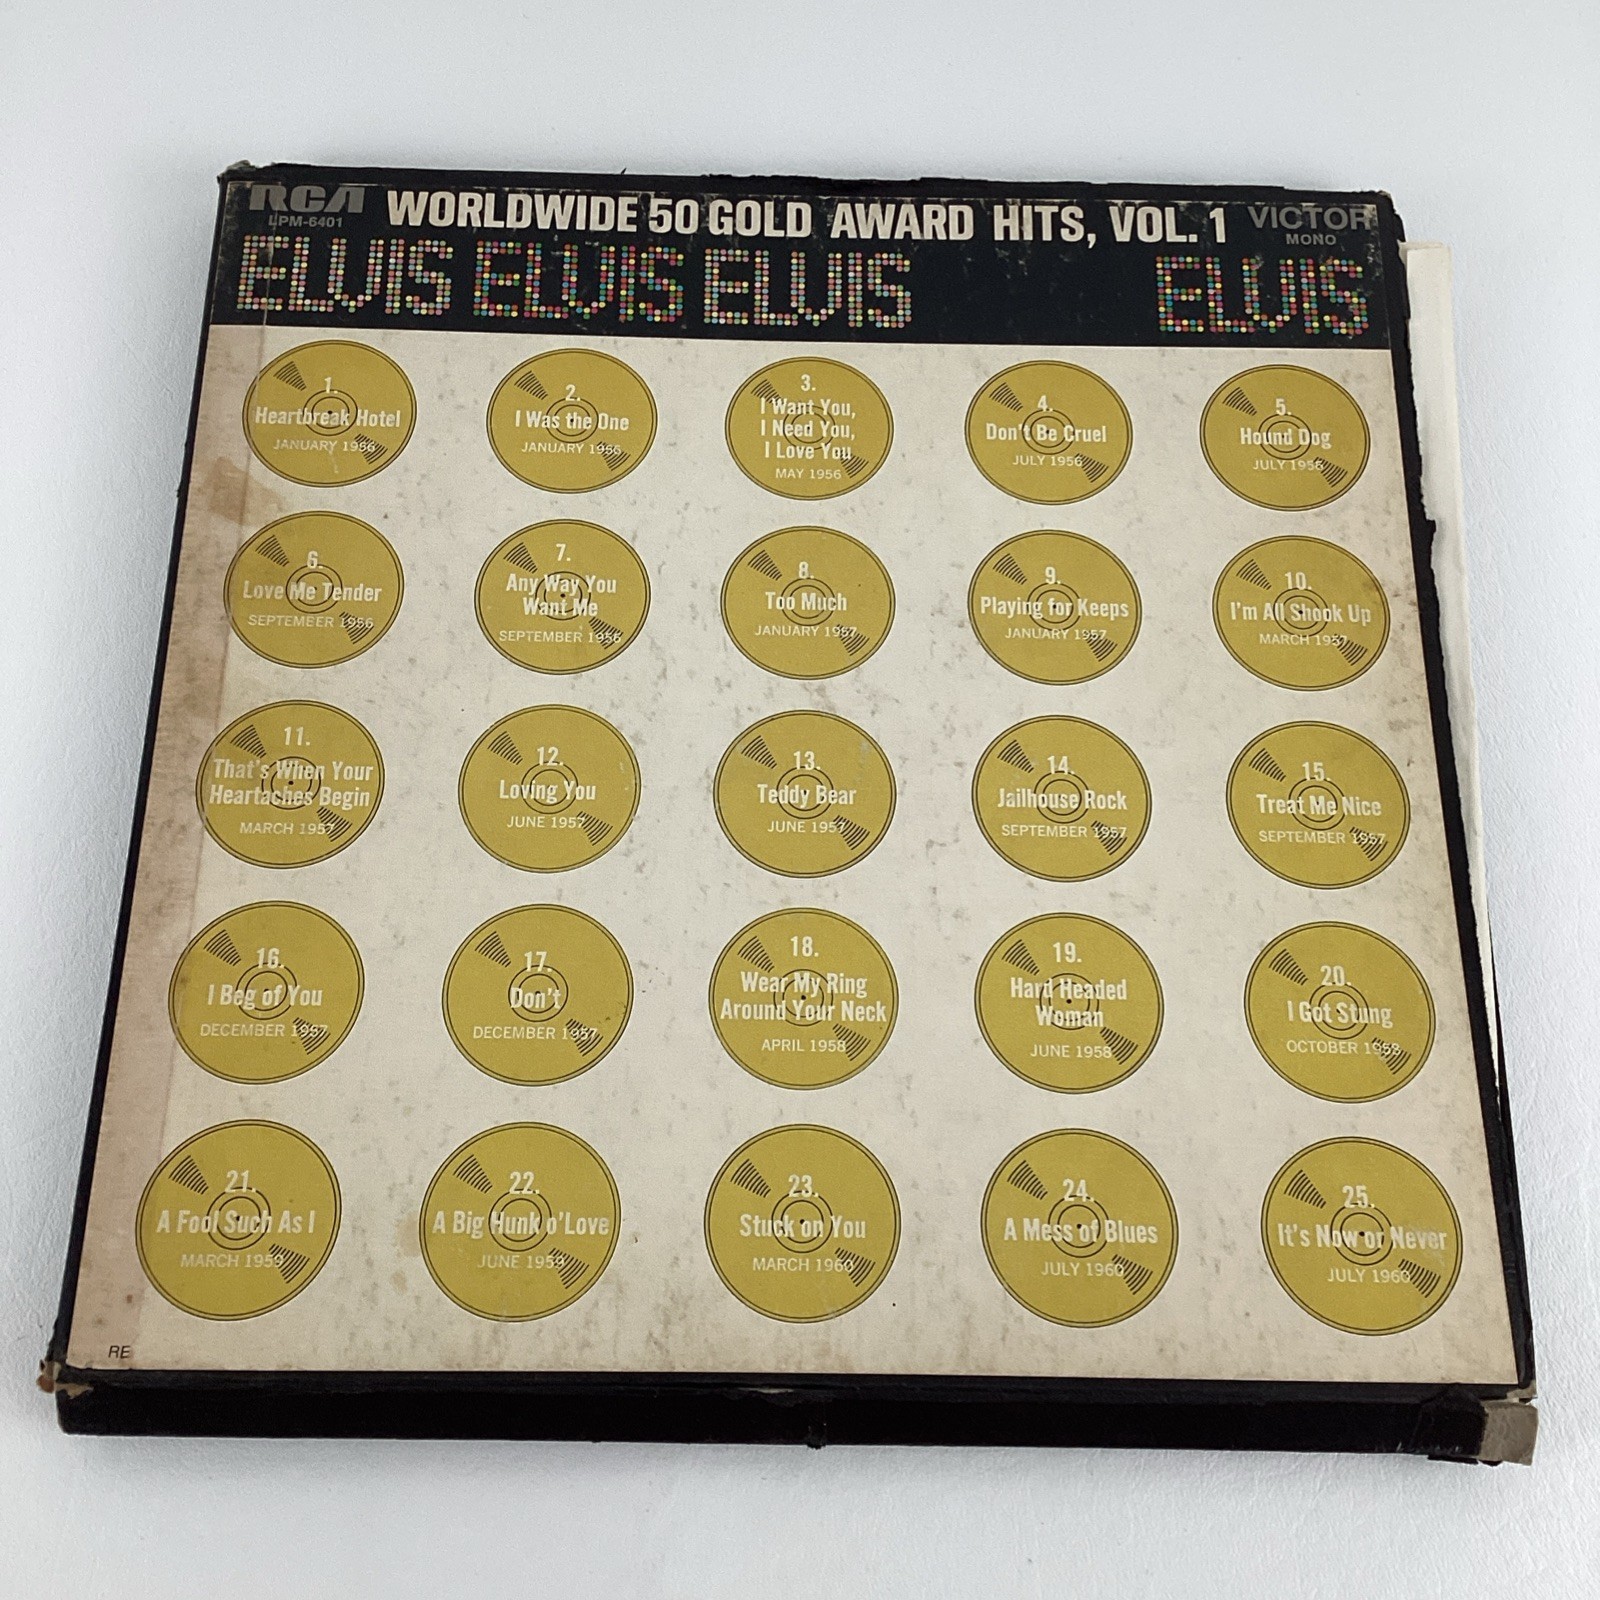 RCA WORLDWIDE 50 GOLD AWARD HITS, VOL. 1 VICTOR
LPM-6401 MONO
ELVIS ELVIS ELVIS ELVIS
1.
Heartbreak Hotel
JANUARY 1956
2.
I Was the One
JANUARY 1956
3.
I Want You,
I Need You,
I Love You
MAY 1956
4.
Don't Be Cruel
JULY 1956
5.
Hound Dog
JULY 1956
6.
Love Me Tender
SEPTEMBER 1956
7.
Any Way You
Want Me
SEPTEMBER 1956
8.
Too Much
JANUARY 1957
9.
Playing for Keeps
JANUARY 1957
10.
I'm All Shook Up
MARCH 1957
11.
That's When Your
Heartaches Begin
MARCH 1957
12.
Loving You
JUNE 1957
13.
Teddy Bear
JUNE 1957
14.
Jailhouse Rock
SEPTEMBER 1957
15.
Treat Me Nice
SEPTEMBER 1957
16.
I Beg of You
DECEMBER 1957
17.
Don't
DECEMBER 1957
18.
Wear My Ring
Around Your Neck
APRIL 1958
19.
Hard Headed
Woman
JUNE 1958
20.
I Got Stung
OCTOBER 1958
21.
A Fool Such As I
MARCH 1959
22.
A Big Hunk o'Love
JUNE 1959
23.
Stuck on You
MARCH 1960
24.
A Mess of Blues
JULY 1960
25.
It's Now or Never
JULY 1960
RE